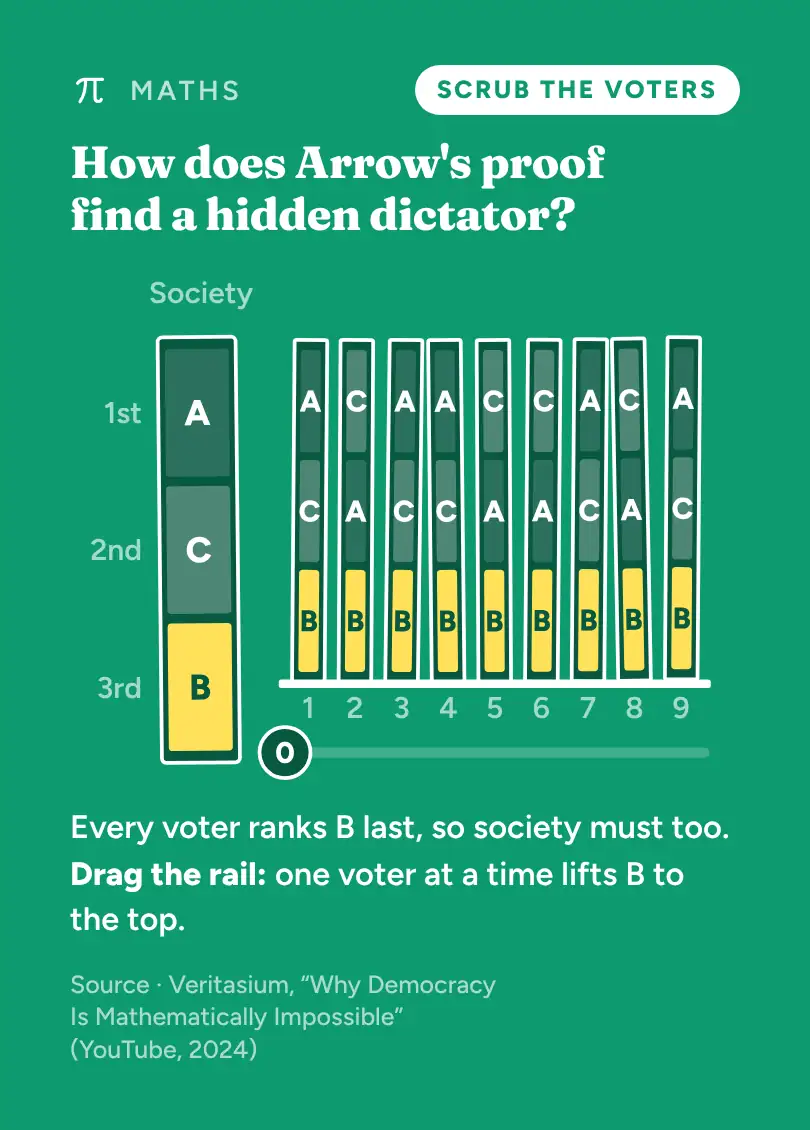 π MATHS
SCRUB THE VOTERS
How does Arrow's proof
find a hidden dictator?
Society
1st
A
2nd
C
3rd
B
A C A A C C A C A
C A C C A A C A C
B B B B B B B B B
1 2 3 4 5 6 7 8 9
0
Every voter ranks B last, so society must too.
Drag the rail: one voter at a time lifts B to
the top.
Source · Veritasium, “Why Democracy
Is Mathematically Impossible”
(YouTube, 2024)